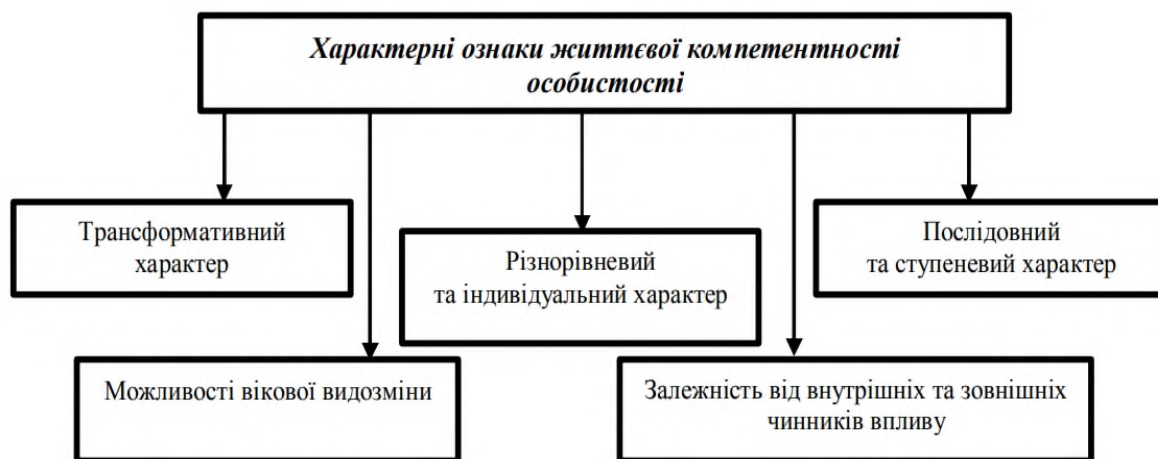 Характерні ознаки життєвої компетентності
особистості
Трансформативний
характер
Різнорівневий
та індивідуальний характер
Послідовний
та ступеневий характер
Можливості вікової видозміни
Залежність від внутрішніх та зовнішніх
чинників впливу